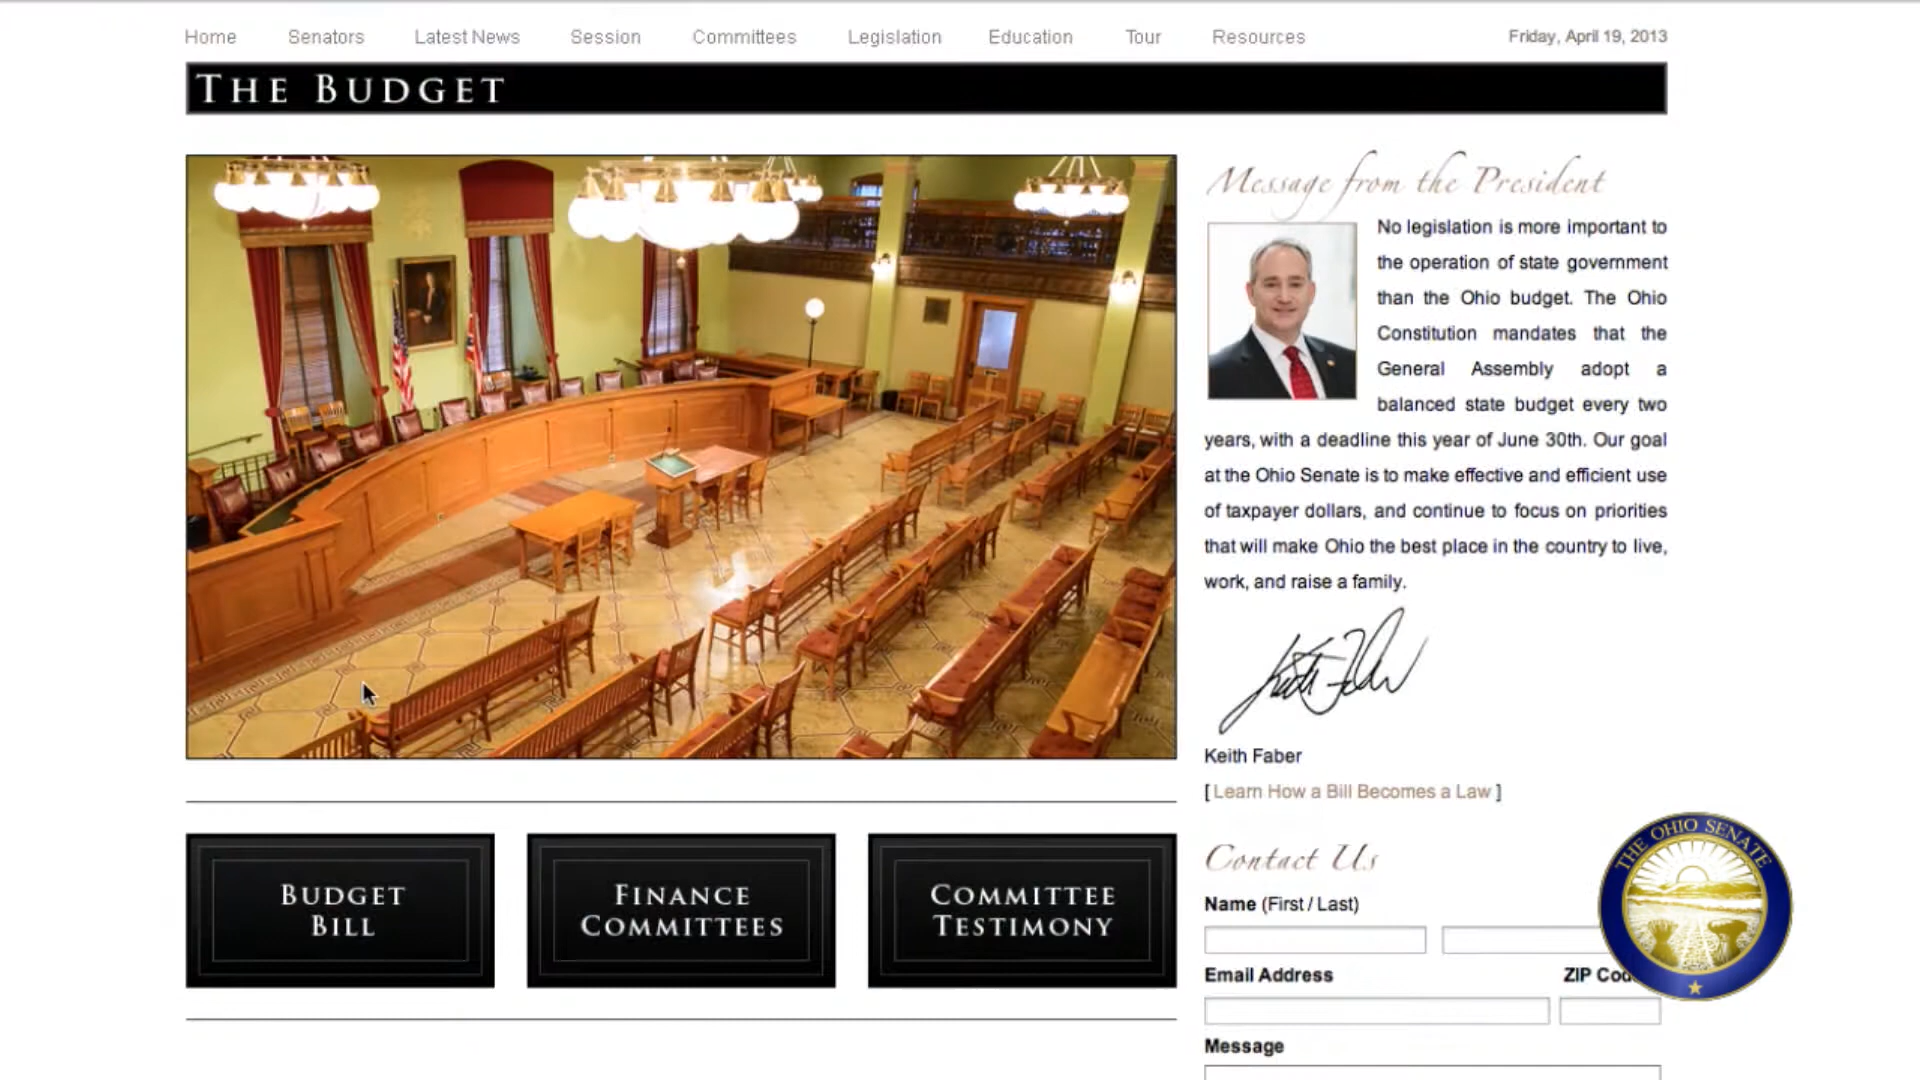 Home Senators Latest News Session Committees Legislation Education Tour Resources Friday, April 19, 2013
THE BUDGET
Message from the President
No legislation is more important to
the operation of state government
than the Ohio budget. The Ohio
Constitution mandates that the
General Assembly adopt a
balanced state budget every two
years, with a deadline this year of June 30th. Our goal
at the Ohio Senate is to make effective and efficient use
of taxpayer dollars, and continue to focus on priorities
that will make Ohio the best place in the country to live,
work, and raise a family.
Keith Faber
Keith Faber
[ Learn How a Bill Becomes a Law ]
BUDGET
BILL
FINANCE
COMMITTEES
COMMITTEE
TESTIMONY
Contact Us
Name (First / Last)
Email Address ZIP Cod
Message
THE OHIO SENATE